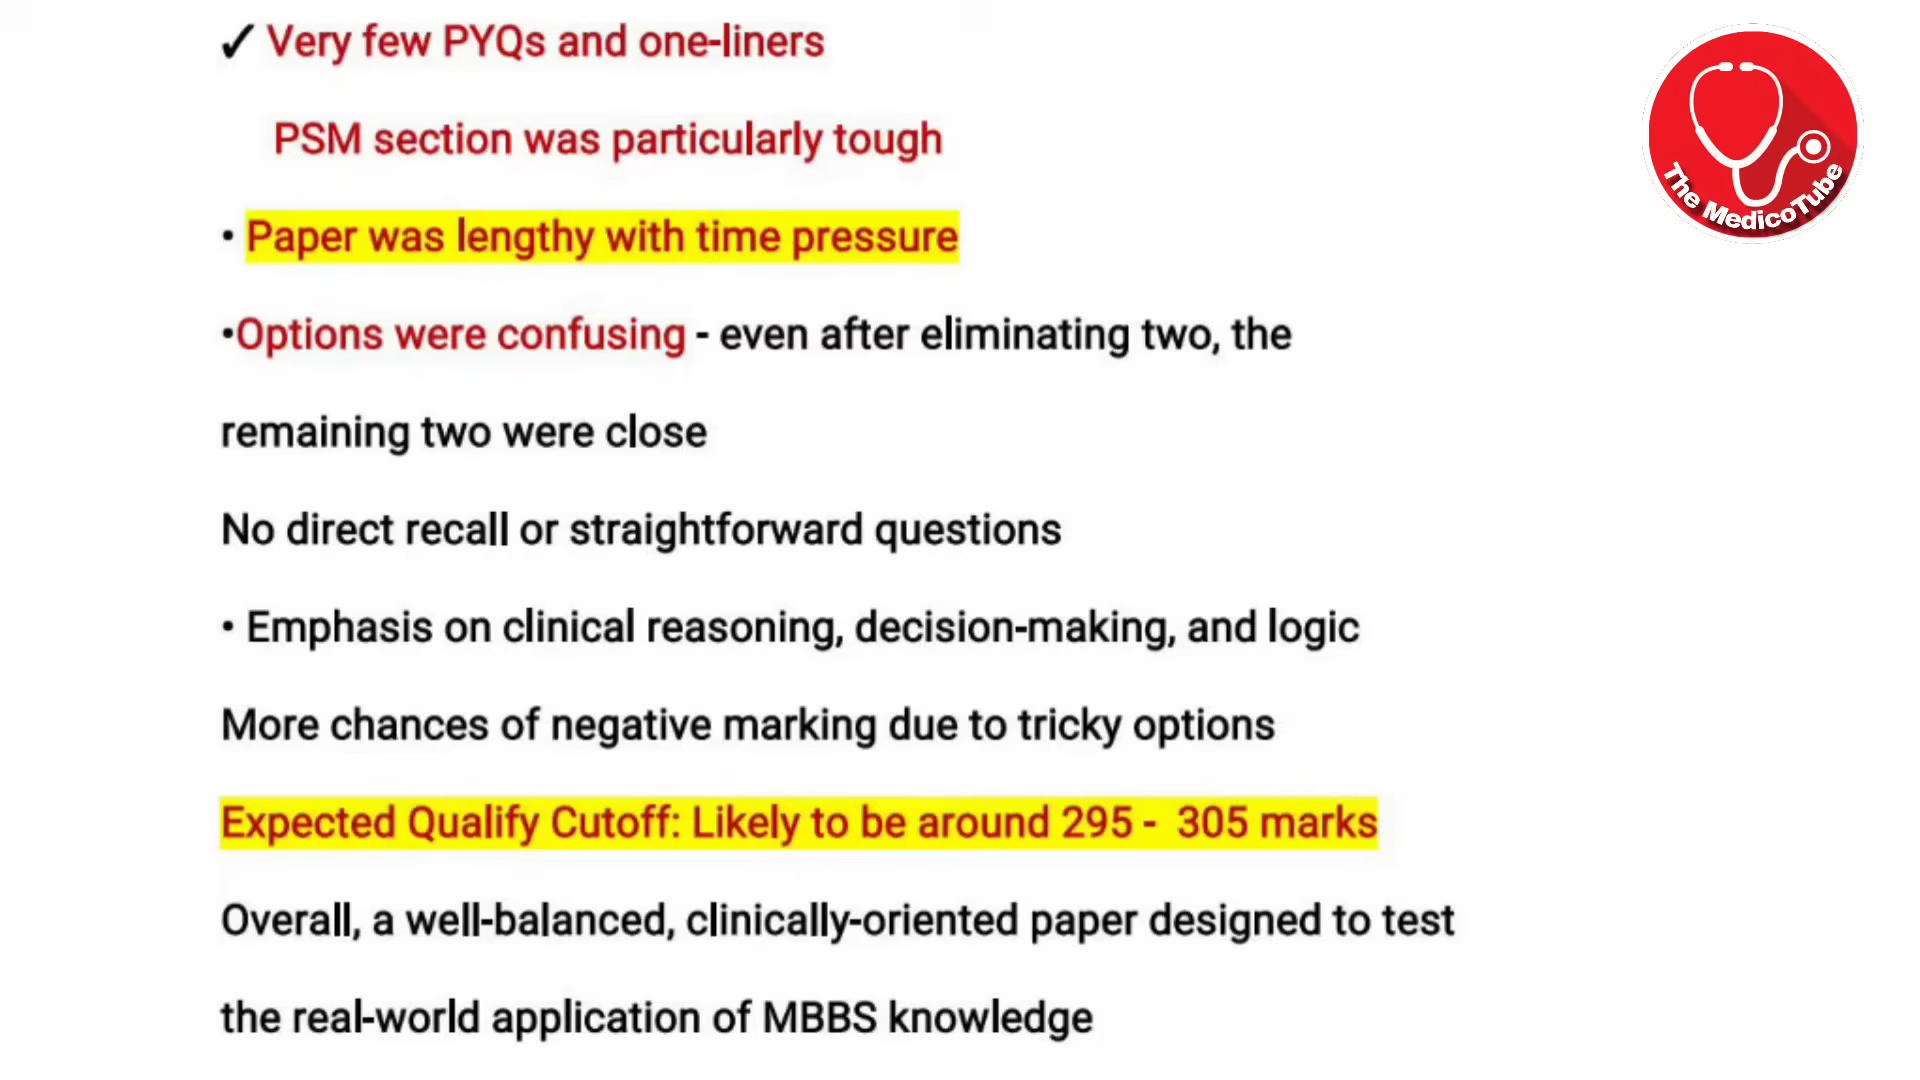 ✓ Very few PYQs and one-liners
PSM section was particularly tough
• Paper was lengthy with time pressure
•Options were confusing - even after eliminating two, the
remaining two were close
No direct recall or straightforward questions
• Emphasis on clinical reasoning, decision-making, and logic
More chances of negative marking due to tricky options
Expected Qualify Cutoff: Likely to be around 295 - 305 marks
Overall, a well-balanced, clinically-oriented paper designed to test
the real-world application of MBBS knowledge
The MedicoTube